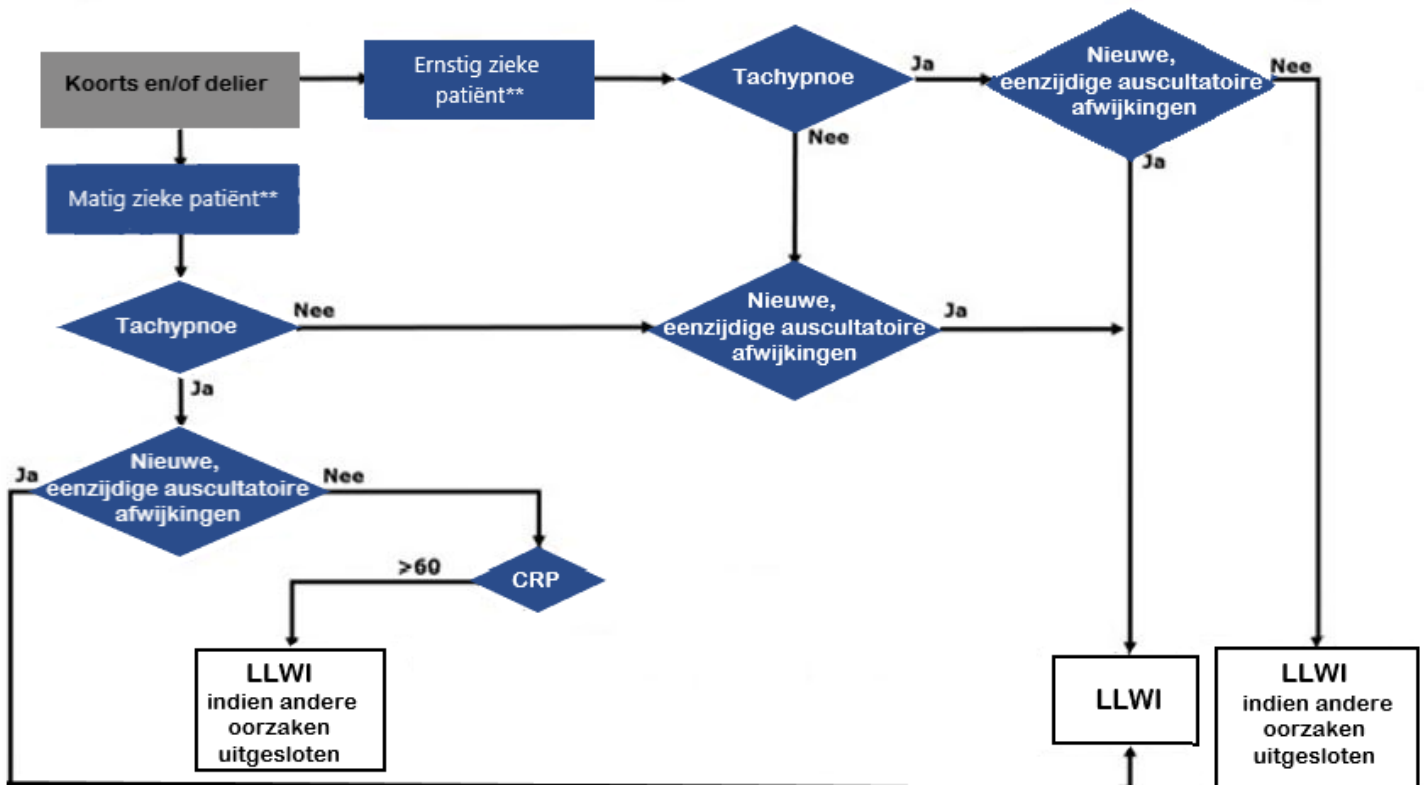 Koorts en/of delier
Ernstig zieke
patiënt**
Tachypnoe
Ja
Nieuwe,
eenzijdige auscultatoire
afwijkingen
Nee
Nee
Ja
Matig zieke patiënt**
Tachypnoe
Nee
Nieuwe,
eenzijdige auscultatoire
afwijkingen
Ja
Ja
Ja
Nieuwe,
eenzijdige auscultatoire
afwijkingen
Nee
>60
CRP
LLWI
indien andere
oorzaken
uitgesloten
LLWI
LLWI
indien andere
oorzaken
uitgesloten